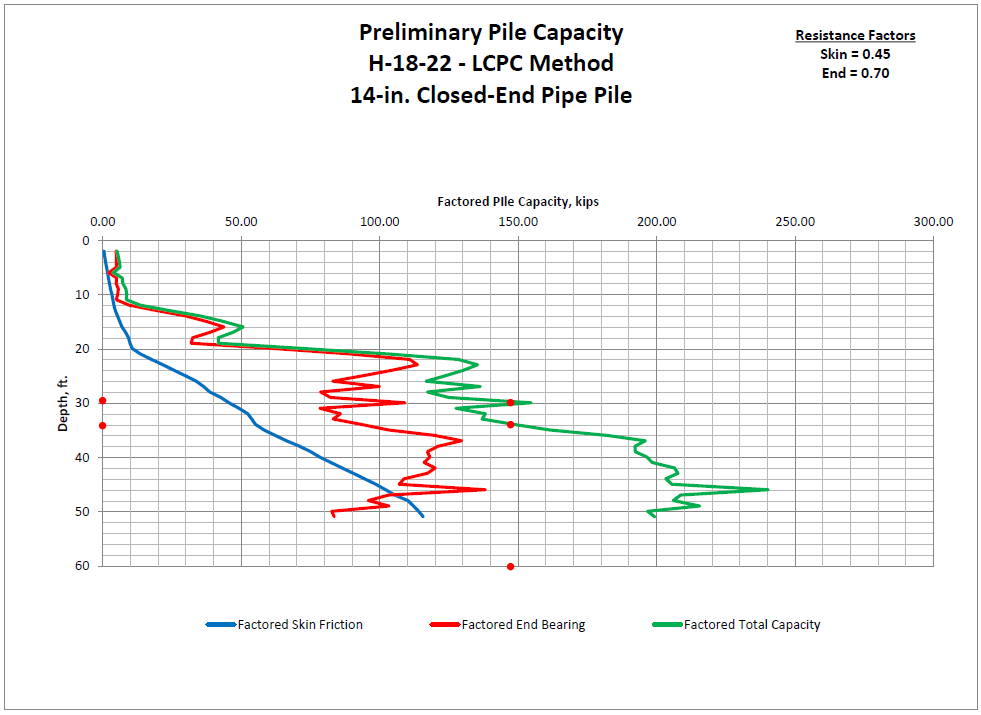 Preliminary Pile Capacity
H-18-22 - LCPC Method
14-in. Closed-End Pipe Pile
Resistance Factors
Skin = 0.45
End = 0.70
Factored PIle Capacity, kips
0.00 50.00 100.00 150.00 200.00 250.00 300.00
0
10
20
30
40
50
60
Depth, ft.
Factored Skin Friction Factored End Bearing Factored Total Capacity